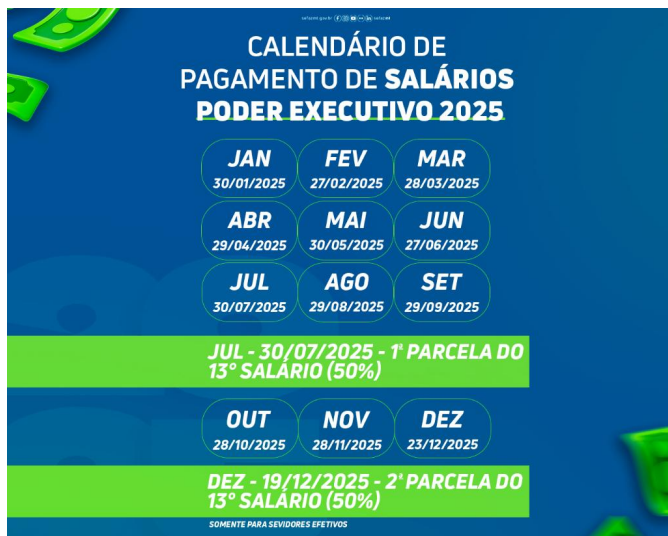 sefazmt.gov.br sefazmt
CALENDÁRIO DE
PAGAMENTO DE SALÁRIOS
PODER EXECUTIVO 2025
JAN FEV MAR
30/01/2025 27/02/2025 28/03/2025
ABR MAI JUN
29/04/2025 30/05/2025 27/06/2025
JUL AGO SET
30/07/2025 29/08/2025 29/09/2025
JUL - 30/07/2025 - 1ª PARCELA DO
13º SALÁRIO (50%)
OUT NOV DEZ
28/10/2025 28/11/2025 23/12/2025
DEZ - 19/12/2025 - 2ª PARCELA DO
13º SALÁRIO (50%)
SOMENTE PARA SEVIDORES EFETIVOS